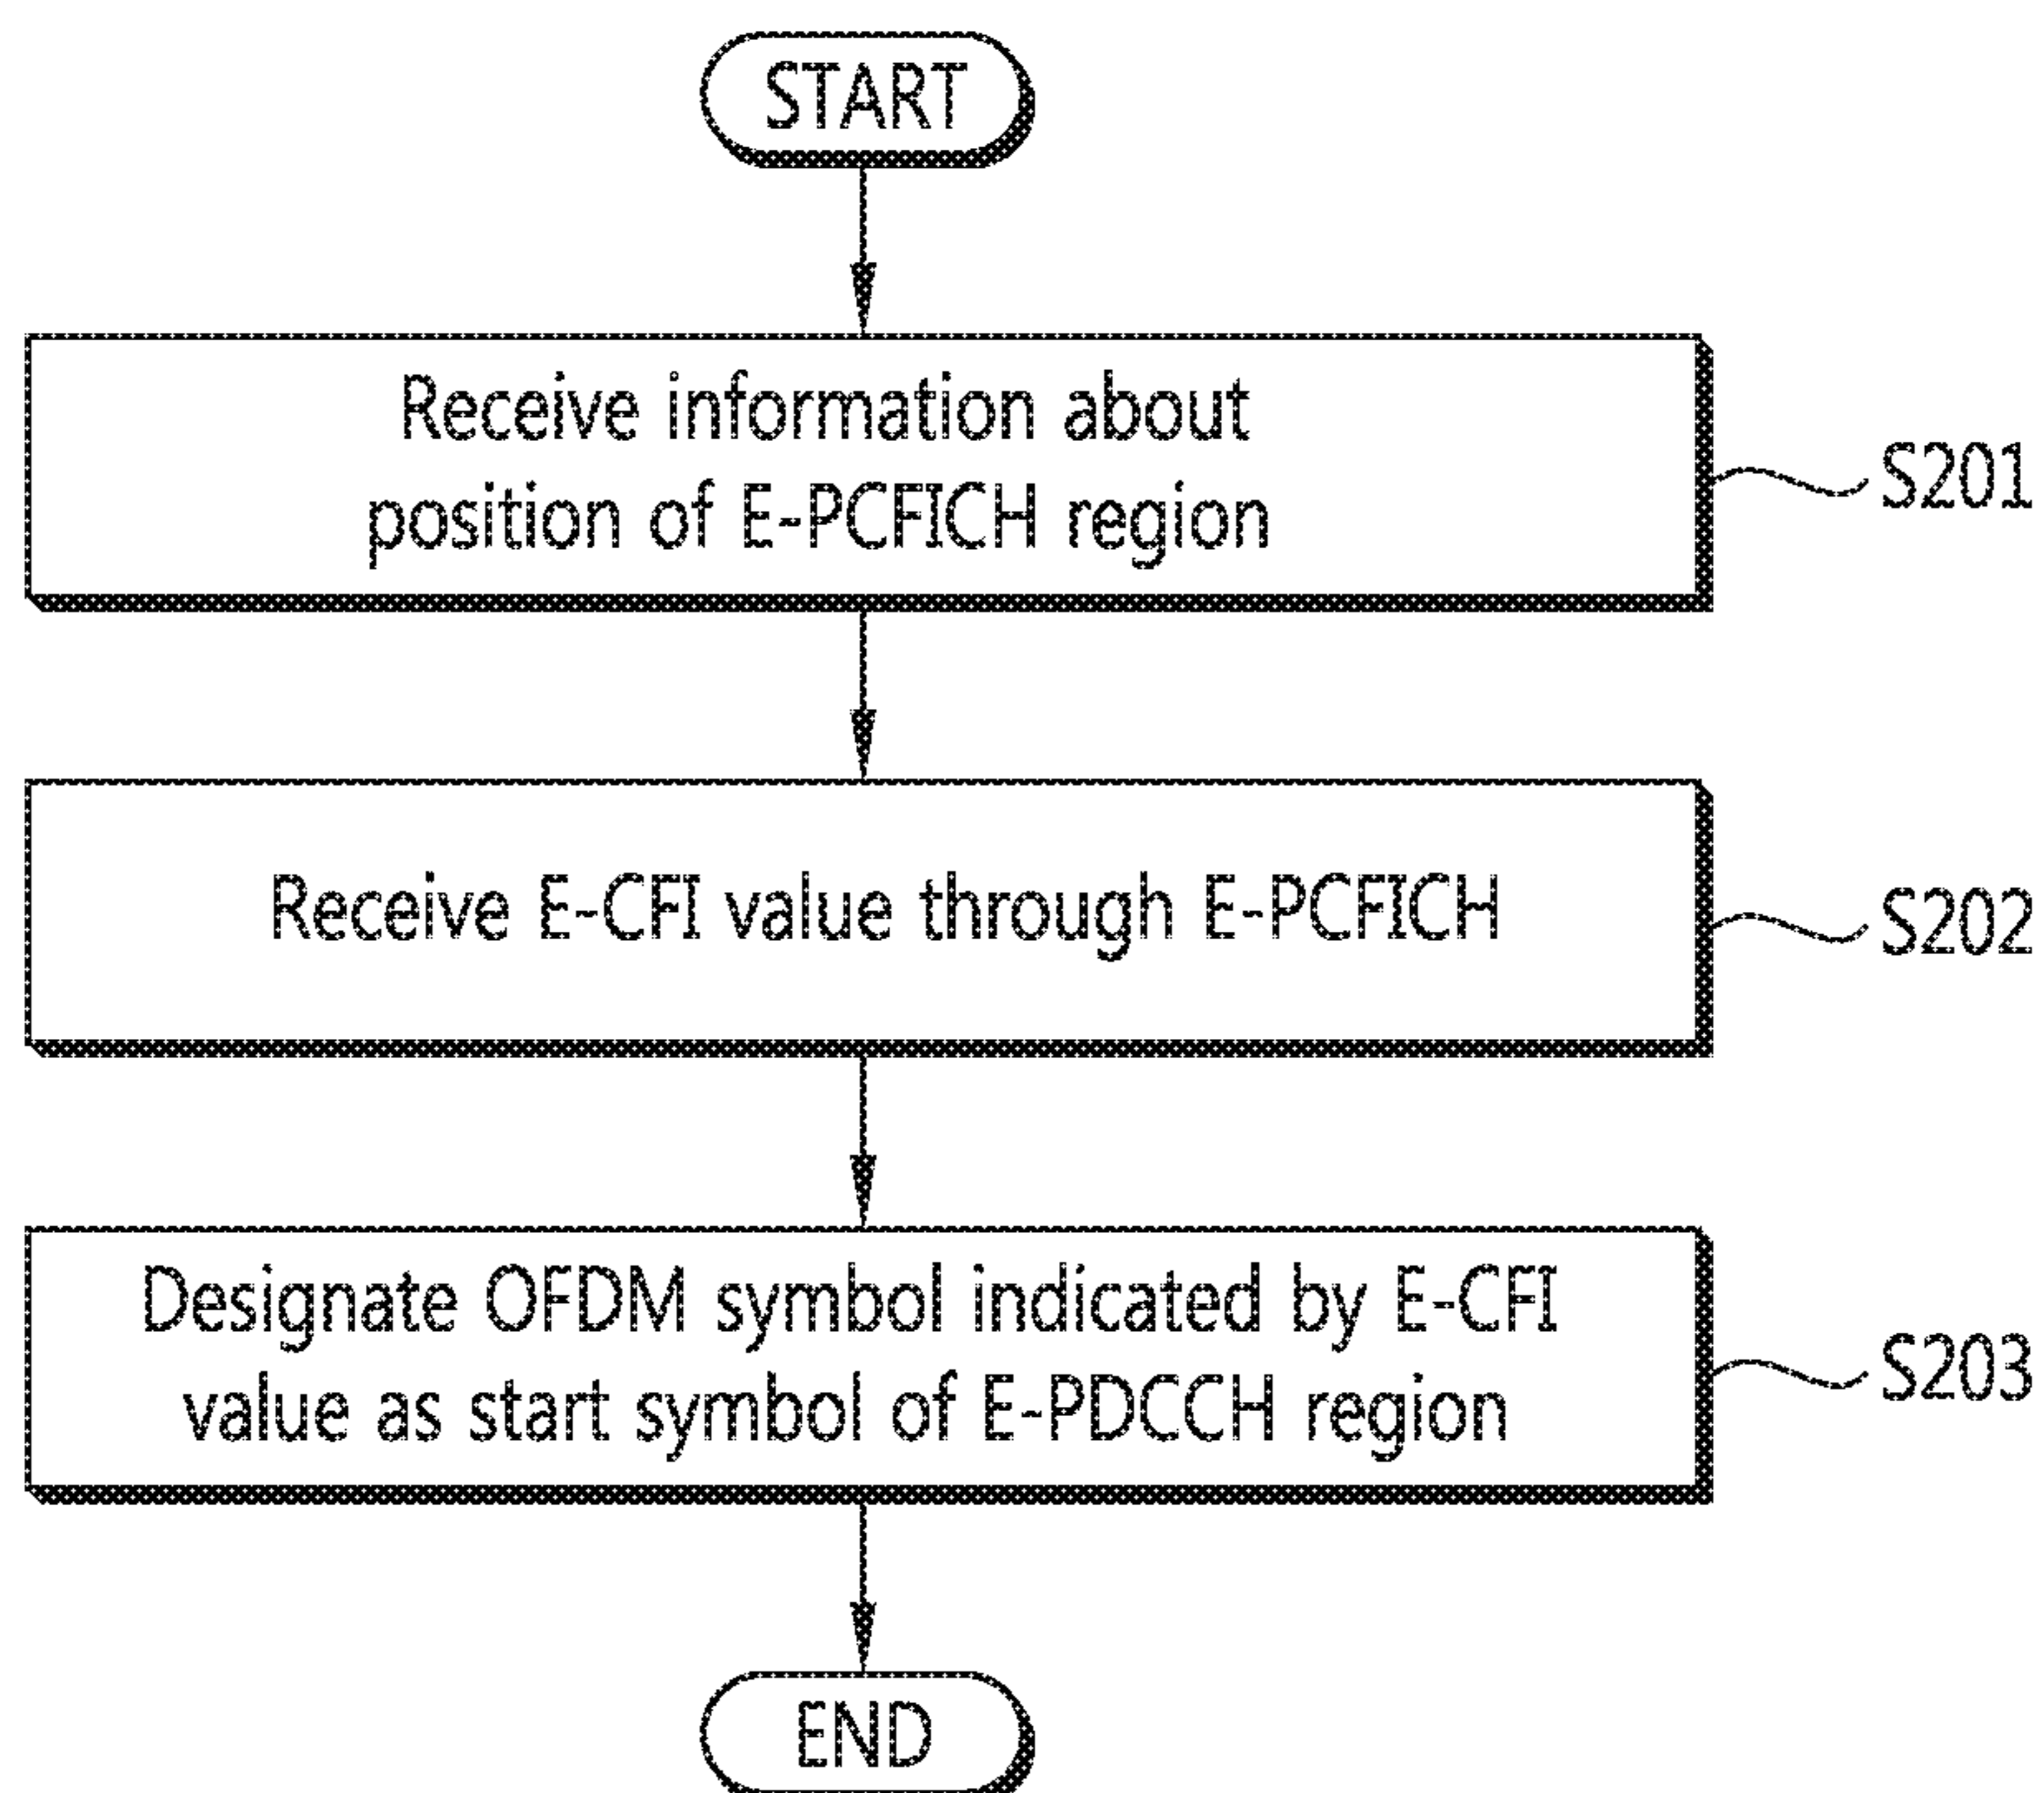 START
Receive information about
position of E-PCFICH region
S201
Receive E-CFI value through E-PCFICH
S202
Designate OFDM symbol indicated by E-CFI
value as start symbol of E-PDCCH region
S203
END